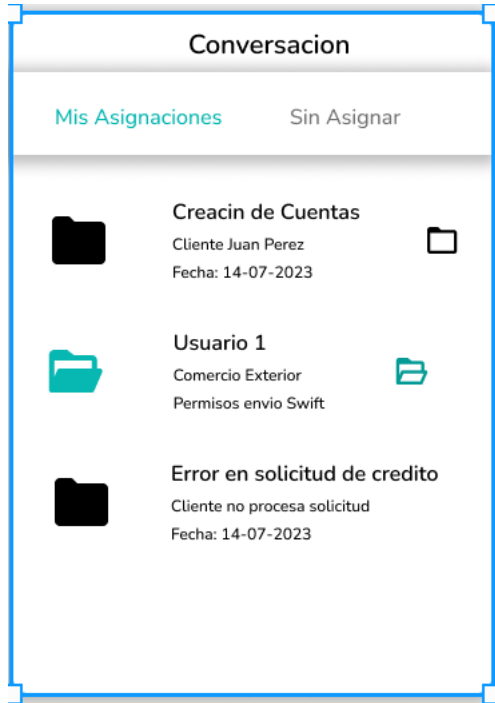 Conversacion
Mis Asignaciones
Sin Asignar
Creacin de Cuentas
Cliente Juan Perez
Fecha: 14-07-2023
Usuario 1
Comercio Exterior
Permisos envio Swift
Error en solicitud de credito
Cliente no procesa solicitud
Fecha: 14-07-2023